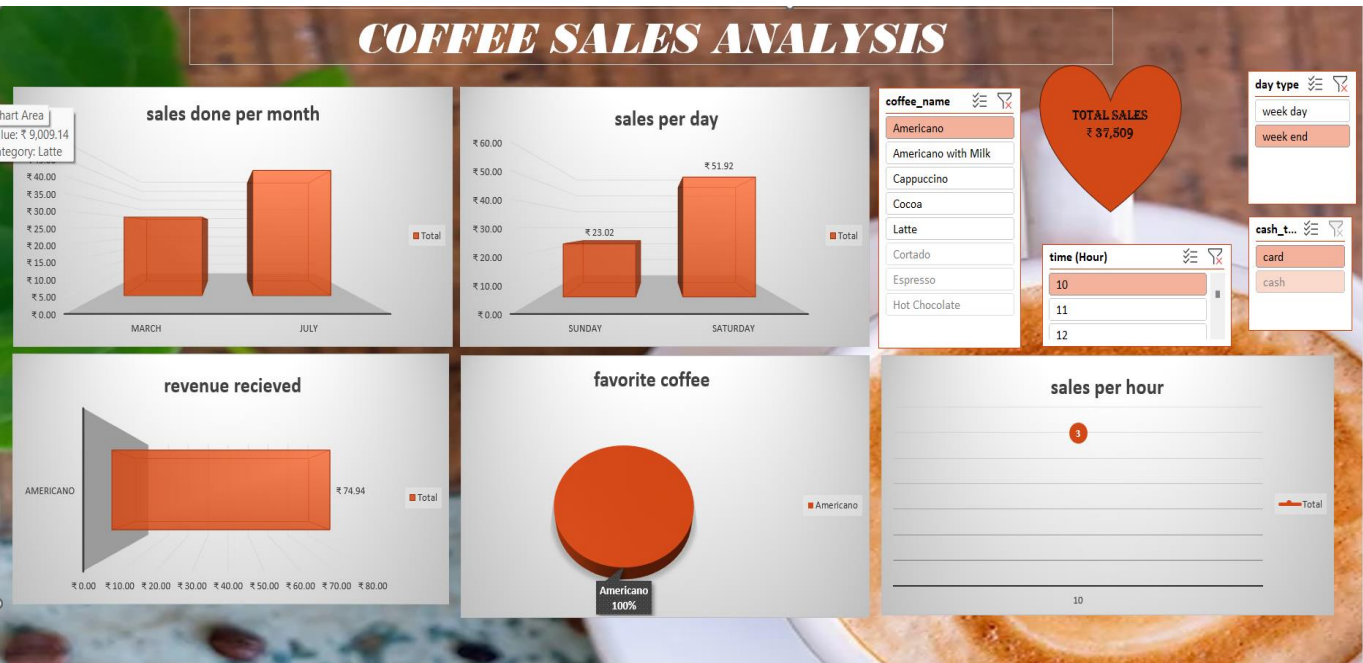 COFFEE SALES ANALYSIS
hart Area
lue: ₹ 9,009.14
ategory: Latte
sales done per month
₹ 40.00
₹ 35.00
₹ 30.00
₹ 25.00
₹ 20.00
₹ 15.00
₹ 10.00
₹ 5.00
₹ 0.00
MARCH JULY
Total
sales per day
₹ 60.00
₹ 50.00
₹ 40.00
₹ 30.00
₹ 20.00
₹ 10.00
₹ 0.00
₹ 23.02
₹ 51.92
SUNDAY SATURDAY
Total
coffee_name
Americano
Americano with Milk
Cappuccino
Cocoa
Latte
Cortado
Espresso
Hot Chocolate
TOTAL SALES
₹ 37,509
time (Hour)
10
11
12
day type
week day
week end
cash_t...
card
cash
revenue recieved
AMERICANO
₹ 74.94
Total
₹ 0.00 ₹ 10.00 ₹ 20.00 ₹ 30.00 ₹ 40.00 ₹ 50.00 ₹ 60.00 ₹ 70.00 ₹ 80.00
favorite coffee
Americano
Americano
100%
sales per hour
3
Total
10